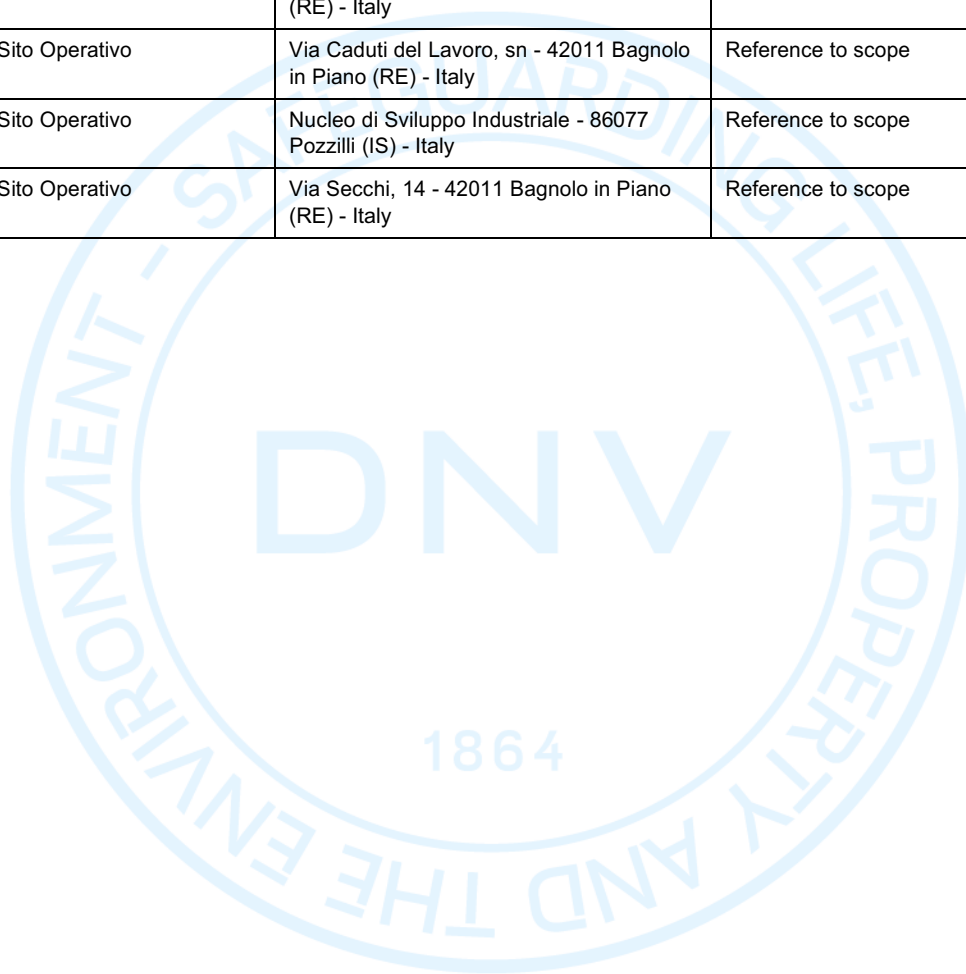 (RE) - Italy
Sito Operativo
Via Caduti del Lavoro, sn - 42011 Bagnolo
in Piano (RE) - Italy
Reference to scope
Sito Operativo
Nucleo di Sviluppo Industriale - 86077
Pozzilli (IS) - Italy
Reference to scope
Sito Operativo
Via Secchi, 14 - 42011 Bagnolo in Piano
(RE) - Italy
Reference to scope
SAFEGUARDING LIFE, PROPERTY AND THE ENVIRONMENT -
DNV
1864